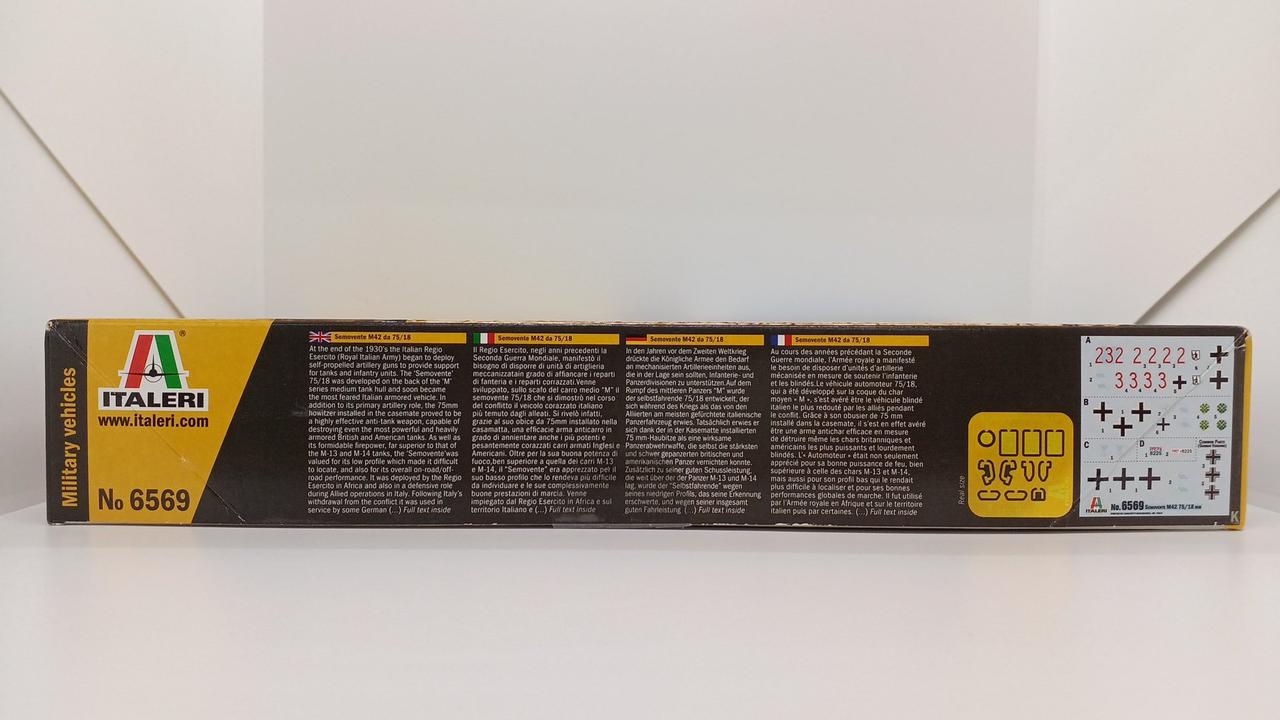 Military vehicles
ITALERI
®
www.italeri.com
No 6569
Semovente M42 da 75/18
At the end of the 1930's the Italian Regio
Esercito (Royal Italian Army) began to deploy
self-propelled artillery guns to provide support
for tanks and infantry units. The 'Semovente'
75/18 was developed on the back of the 'M'
series medium tank hull and soon became
the most feared Italian armored vehicle. In
addition to its primary artillery role, the 75mm
howitzer installed in the casemate proved to be
a highly effective anti-tank weapon, capable of
destroying even the most powerful and heavily
armored British and American tanks. As well as
its formidable firepower, far superior to that of
the M-13 and M-14 tanks, the 'Semovente'was
valued for its low profile which made it difficult
to locate, and also for its overall on-road/off-
road performance. It was deployed by the Regio
Esercito in Africa and also in a defensive role
during Allied operations in Italy. Following Italy's
withdrawal from the conflict it was used in
service by some German (...) Full text inside
Semovente M42 da 75/18
Il Regio Esercito, negli anni precedenti la
Seconda Guerra Mondiale, manifestò il
bisogno di disporre di unità di artiglieria
meccanizzatain grado di affiancare i reparti
di fanteria e i reparti corazzati.Venne
sviluppato, sullo scafo del carro medio "M" il
semovente 75/18 che si dimostrò nel corso
del conflitto il veicolo corazzato italiano
più temuto dagli alleati. Si rivelò infatti,
grazie al suo obice da 75mm installato nella
casamatta, una efficacie arma anticarro in
grado di annientare anche i più potenti e
pesantemente corazzati carri armati Inglesi e
Americani. Oltre per la sua buona potenza di
fuoco,ben superiore a quella dei carri M-13
e M-14, il "Semovente" era apprezzato per il
suo basso profilo che lo rendeva più difficile
da individuare e le sue complessivamente
buone prestazioni di marcia. Venne
impiegato dal Regio Esercito in Africa e sul
territorio Italiano e (...) Full text inside
Semovente M42 da 75/18
In den Jahren vor dem Zweiten Weltkrieg
drückte die Königliche Armee den Bedarf
an mechanisierten Artillerieeinheiten aus,
die in der Lage sein sollten, Infanterie- und
Panzerdivisionen zu unterstützen.Auf dem
Rumpf des mittleren Panzers "M" wurde
der selbstfahrende 75/18 entwickelt, der
sich während des Kriegs als das von den
Alliierten am meisten gefürchtete italienische
Panzerfahrzeug erwies. Tatsächlich erwies er
sich dank der in der Kasematte installierten
75 mm-Haubitze als eine wirksame
Panzerabwehrwaffe, die selbst die stärksten
und schwer gepanzerten britischen und
amerikanischen Panzer vernichten konnte.
Zusätzlich zu seiner guten Schussleistung,
die weit über der der Panzer M-13 und M-14
lag, wurde der "Selbstfahrende" wegen
seines niedrigen Profils, das seine Erkennung
erschwerte, und wegen seiner insgesamt
guten Fahrleistung (...) Full text inside
Semovente M42 da 75/18
Au cours des années précédant la Seconde
Guerre mondiale, l'Armée royale a manifesté
le besoin de disposer d'unités d'artillerie
mécanisée en mesure de soutenir l'infanterie
et les blindés.Le véhicule automoteur 75/18,
qui a été développé sur la coque du char
moyen « M », s'est avéré être le véhicule blindé
italien le plus redouté par les alliés pendant
le conflit. Grâce à son obusier de 75 mm
installé dans la casemate, il s'est en effet avéré
être une arme antichar efficace en mesure
de détruire même les chars britanniques et
américains les plus puissants et lourdement
blindés. L'« Automoteur » était non seulement
apprécié pour sa bonne puissance de feu, bien
supérieure à celle des chars M-13 et M-14,
mais aussi pour son profil bas qui le rendait
plus difficile à localiser et pour ses bonnes
performances globales de marche. Il fut utilisé
par l'Armée royale en Afrique et sur le territoire
italien puis par certaines. (...) Full text inside
Real size
A
232 2 2 2 2
3 3 3 3
B
C
D
ITALERI
No. 6569 Semovente M42 75/18 mm
K